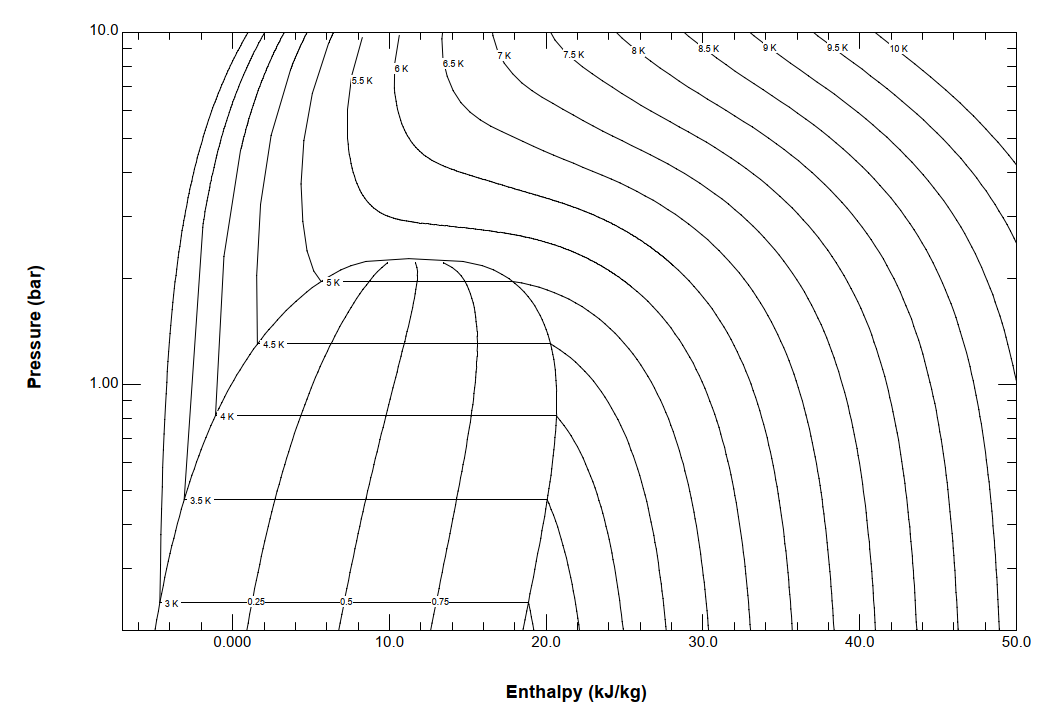 10.0
5.5 K
6 K
6.5 K
7 K
7.5 K
8 K
8.5 K
9 K
9.5 K
10 K
Pressure (bar)
5 K
4.5 K
1.00
4 K
3.5 K
3 K
0.25
0.5
0.75
0.000
10.0
20.0
30.0
40.0
50.0
Enthalpy (kJ/kg)